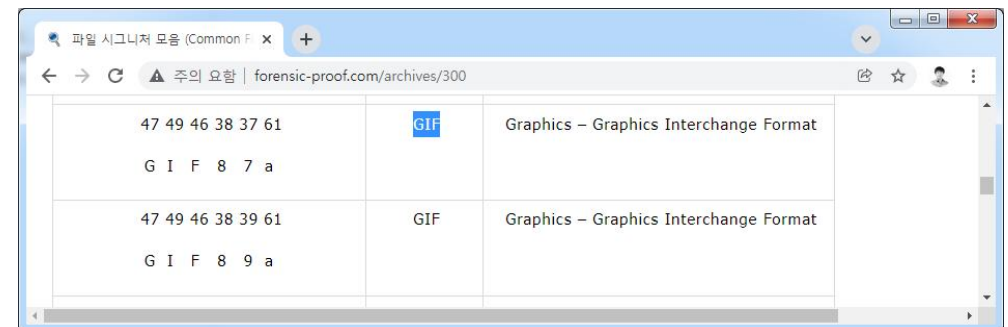 파일 시그니처 모음 (Common F
주의 요함 forensic-proof.com/archives/300
47 49 46 38 37 61 GIF Graphics – Graphics Interchange Format
G I F 8 7 a
47 49 46 38 39 61 GIF Graphics – Graphics Interchange Format
G I F 8 9 a